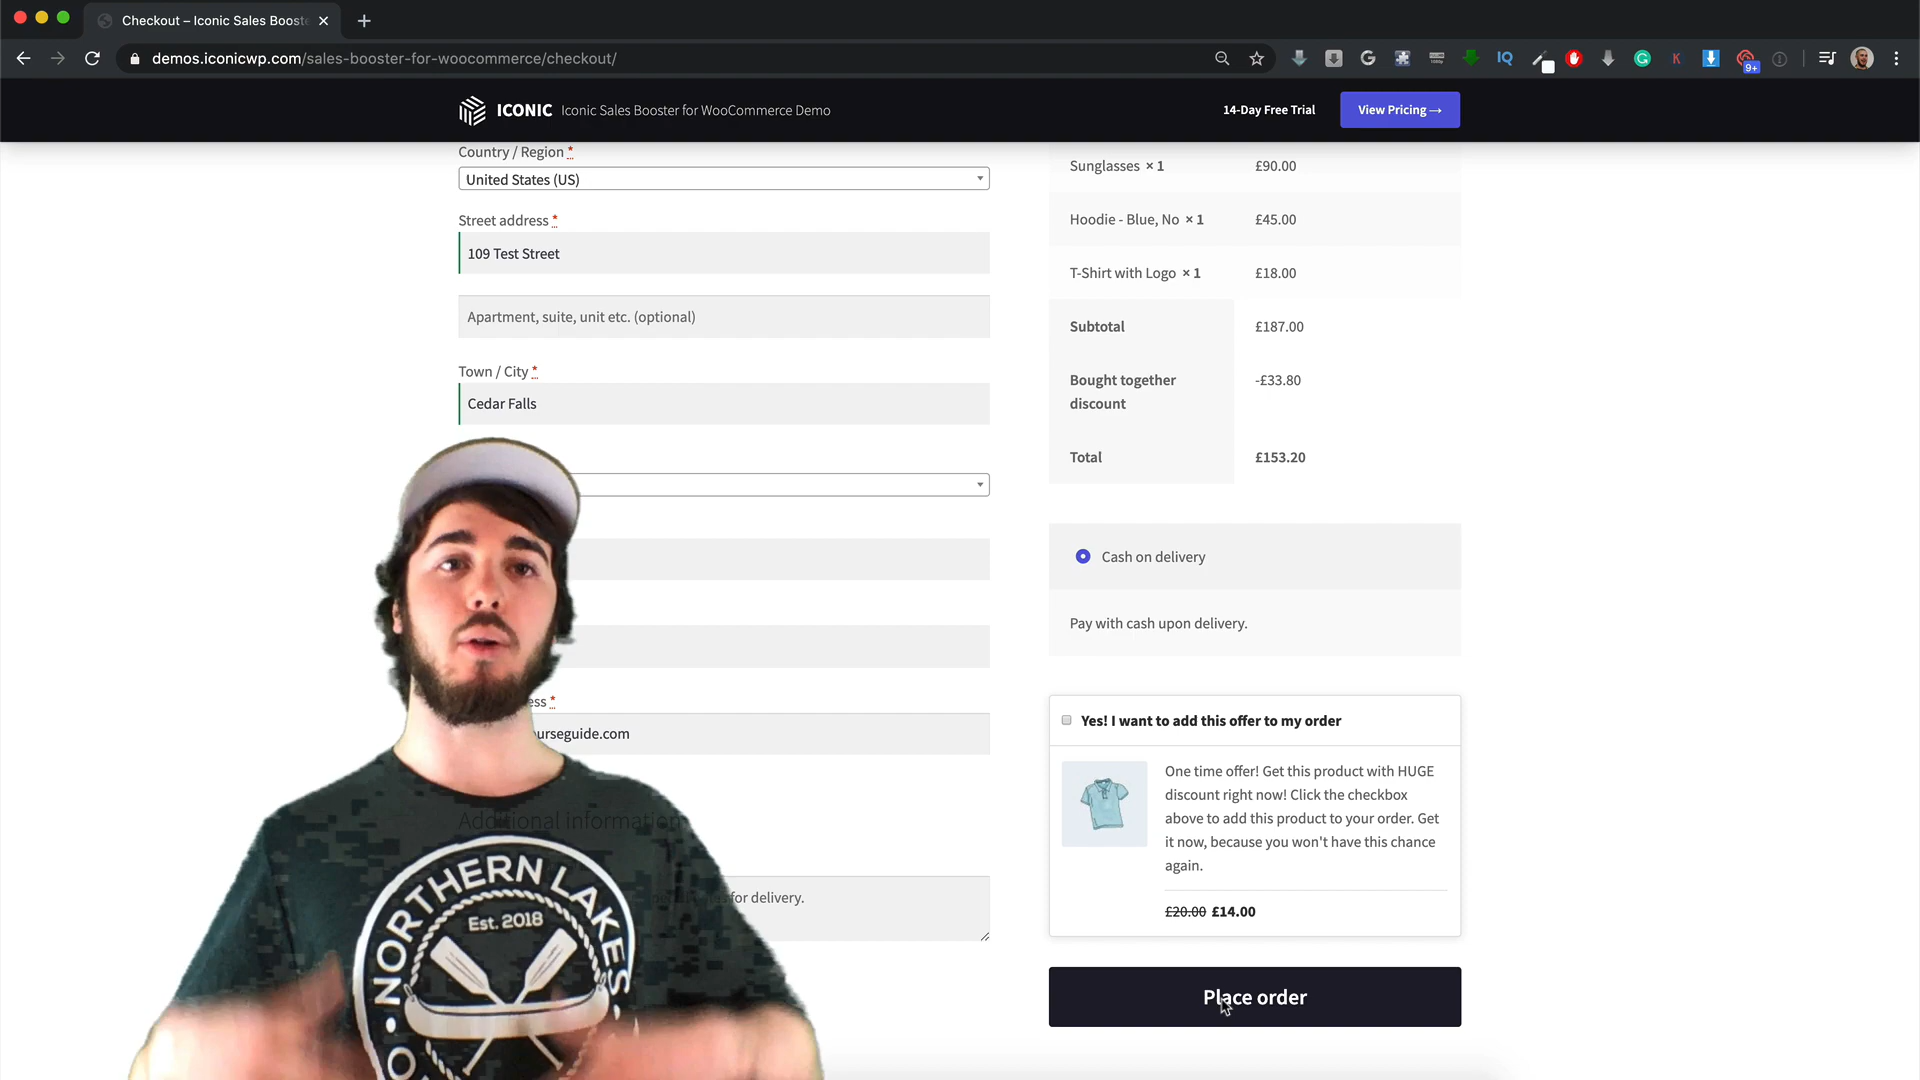 Checkout – Iconic Sales Boost
demos.iconicwp.com/sales-booster-for-woocommerce/checkout/
IQ
K
9+
ICONIC Iconic Sales Booster for WooCommerce Demo
14-Day Free Trial
View Pricing→
Country / Region *
United States (US)
Street address *
109 Test Street
Apartment, suite, unit etc. (optional)
Town / City *
Cedar Falls
ess *
urseguide.com
Additional information
for delivery.
Sunglasses × 1 £90.00
Hoodie - Blue, No × 1 £45.00
T-Shirt with Logo × 1 £18.00
Subtotal £187.00
Bought together discount -£33.80
Total £153.20
Cash on delivery
Pay with cash upon delivery.
Yes! I want to add this offer to my order
One time offer! Get this product with HUGE
discount right now! Click the checkbox
above to add this product to your order. Get
it now, because you won't have this chance
again.
£20.00 £14.00
Place order
NORTHERN LAKES
Est. 2018